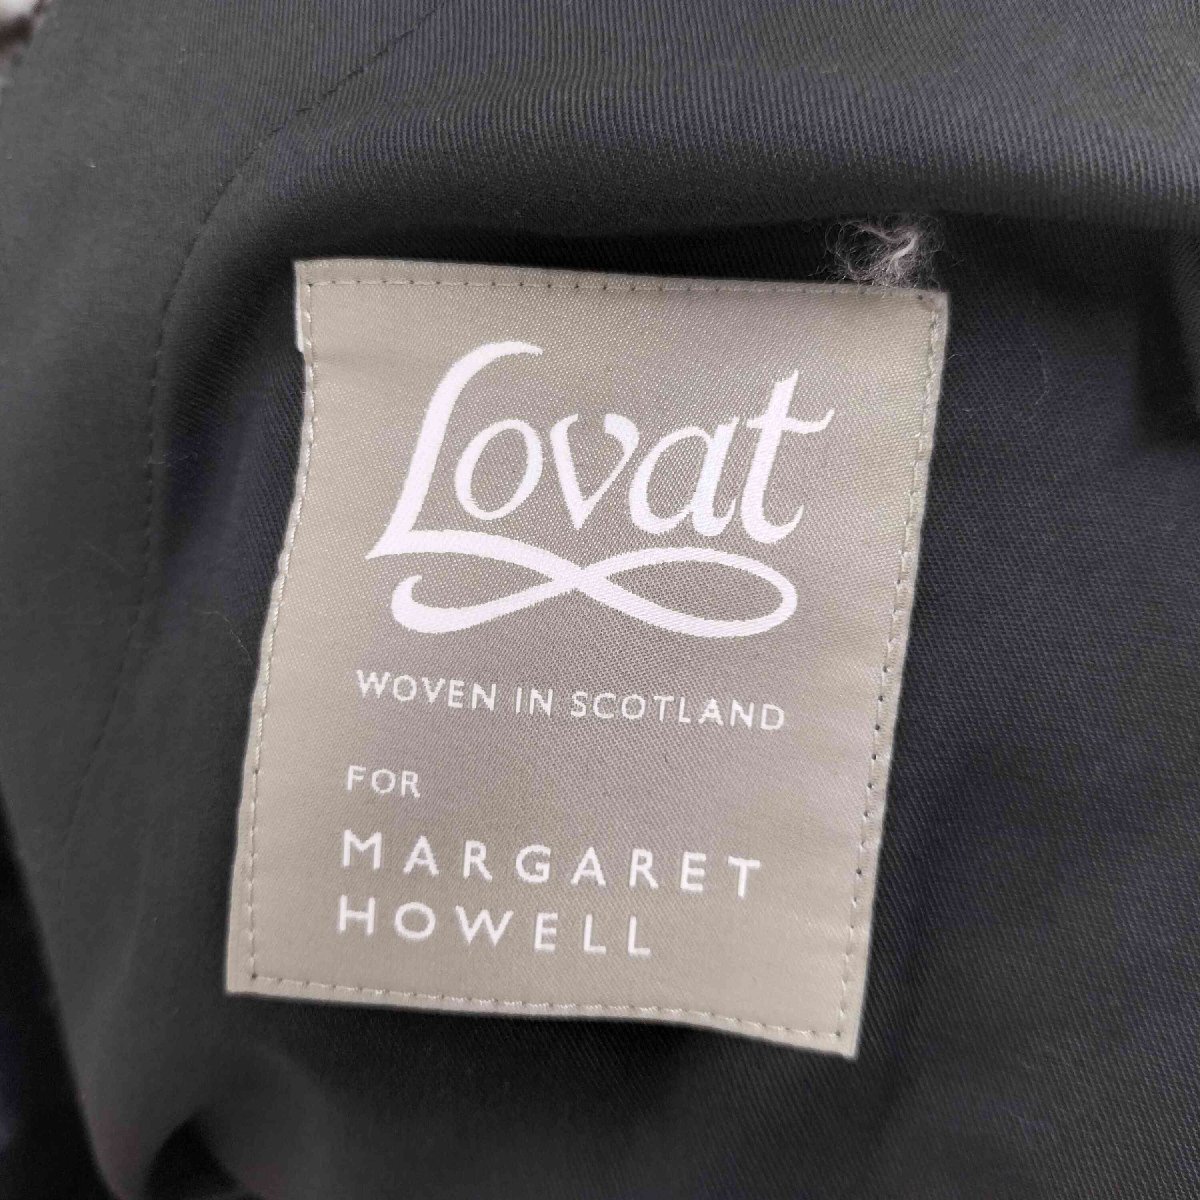 Lovat
WOVEN IN SCOTLAND
FOR
MARGARET
HOWELL